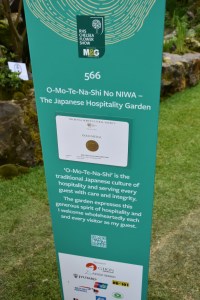 RHS
CHELSEA
FLOWER
SHOW
M&G
566
O-Mo-Te-Na-Shi No NIWA –
The Japanese Hospitality Garden
'O-Mo-Te-Na-Shi' is the
traditional Japanese culture of
hospitality and serving every
guest with care and integrity.
The garden expresses this
generous spirit of hospitality and
I welcome wholeheartedly each
and every visitor as my guest.